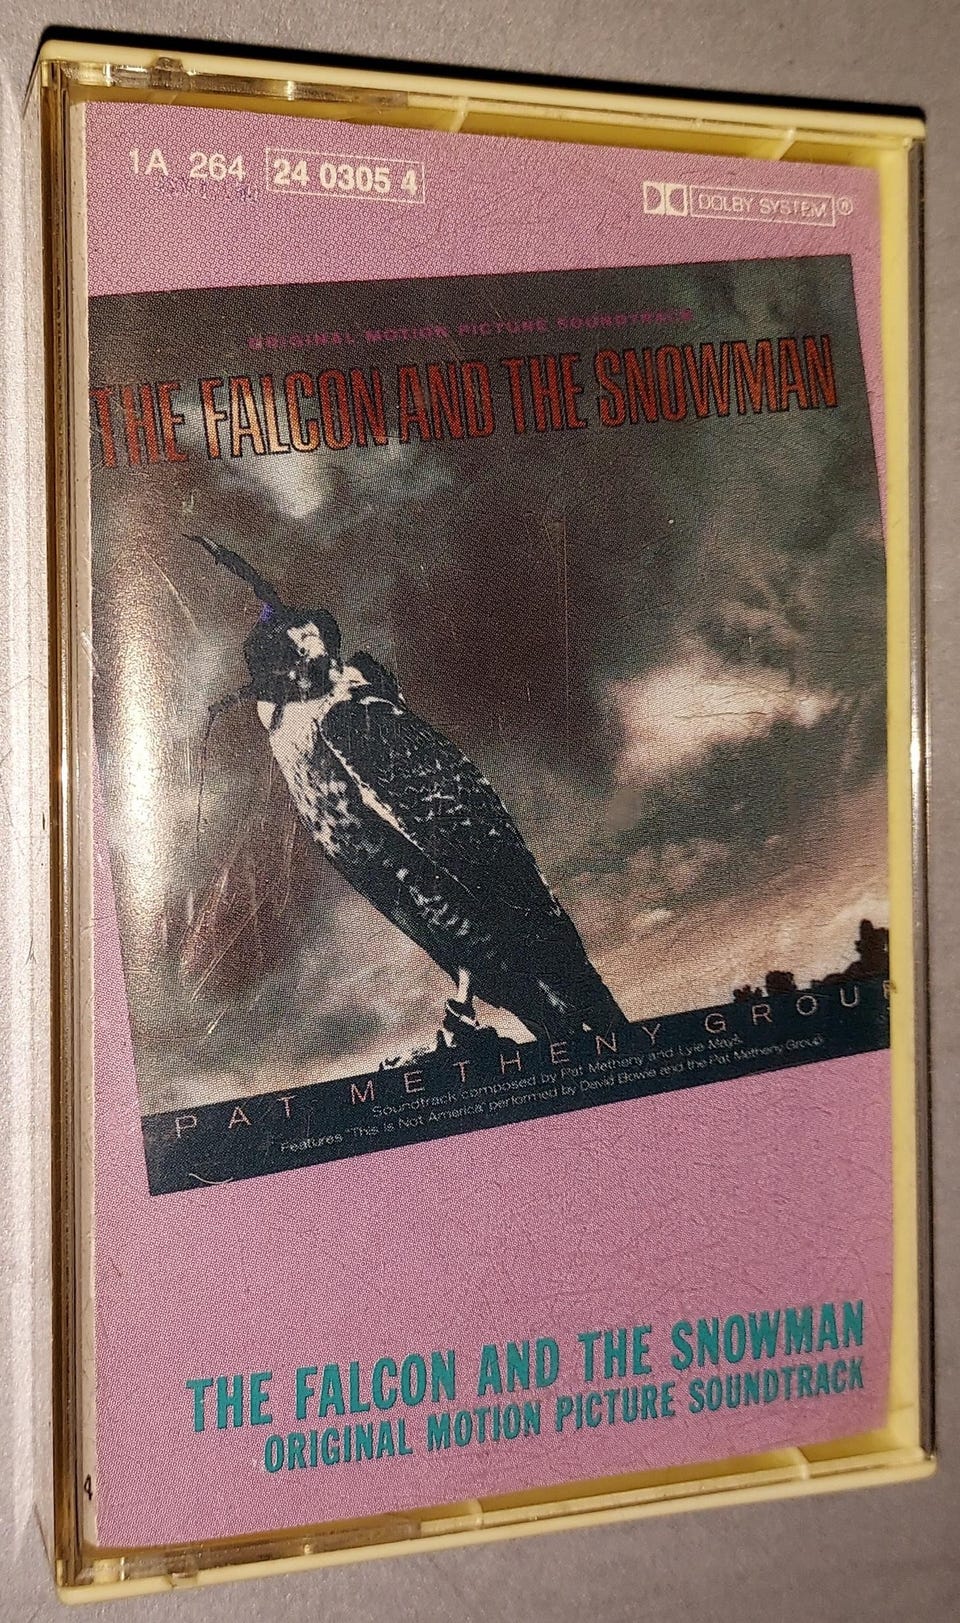 1A 264 24 0305 4
DOLBY SYSTEM®
ORIGINAL MOTION PICTURE SOUNDTRACK
THE FALCON AND THE SNOWMAN
PAT METHENY GROUP
Soundtrack composed by Pat Metheny and Lyle Mays
Features "This is Not America" performed by David Bowie and the Pat Metheny Group
THE FALCON AND THE SNOWMAN
ORIGINAL MOTION PICTURE SOUNDTRACK
4